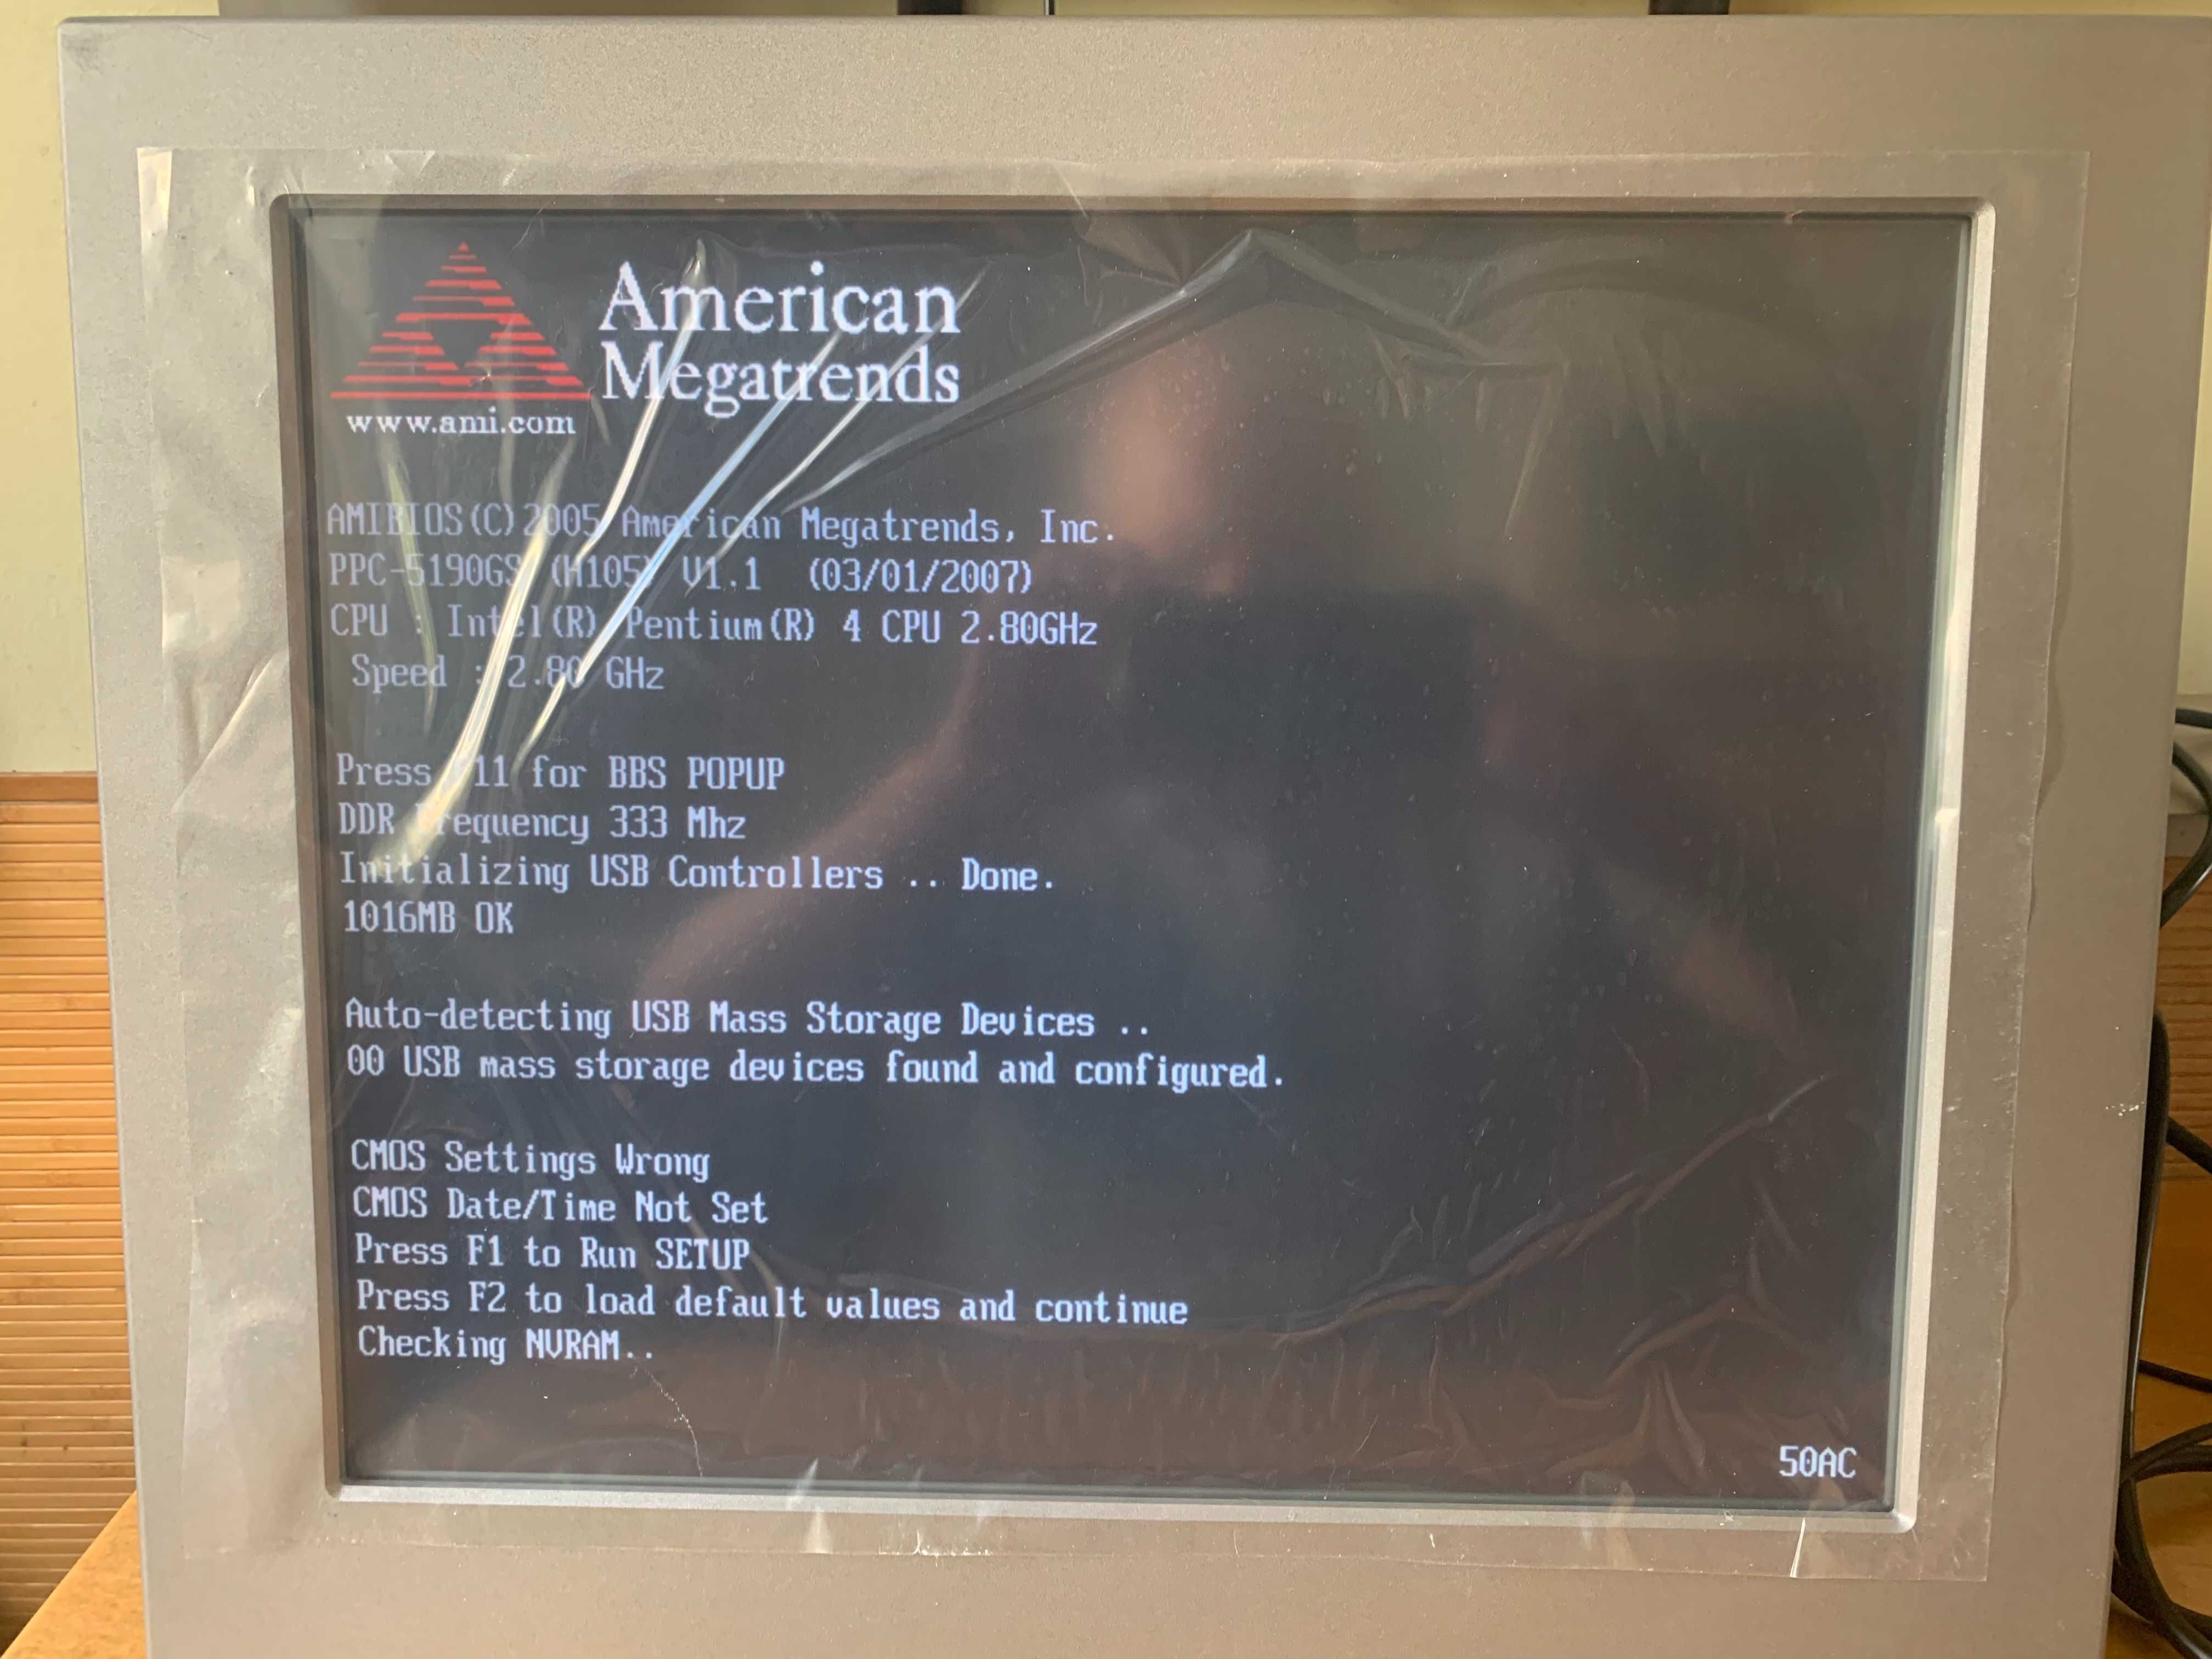 American
Megatrends
www.ami.com
AMIBIOS(C)2005 American Megatrends, Inc.
PPC-5190GS (H105) V1.1 (03/01/2007)
CPU : Intel(R) Pentium(R) 4 CPU 2.80GHz
Speed : 2.80 GHz
Press F11 for BBS POPUP
DDR Frequency 333 Mhz
Initializing USB Controllers .. Done.
1016MB OK
Auto-detecting USB Mass Storage Devices ..
00 USB mass storage devices found and configured.
CMOS Settings Wrong
CMOS Date/Time Not Set
Press F1 to Run SETUP
Press F2 to load default values and continue
Checking NVRAM..
50AC